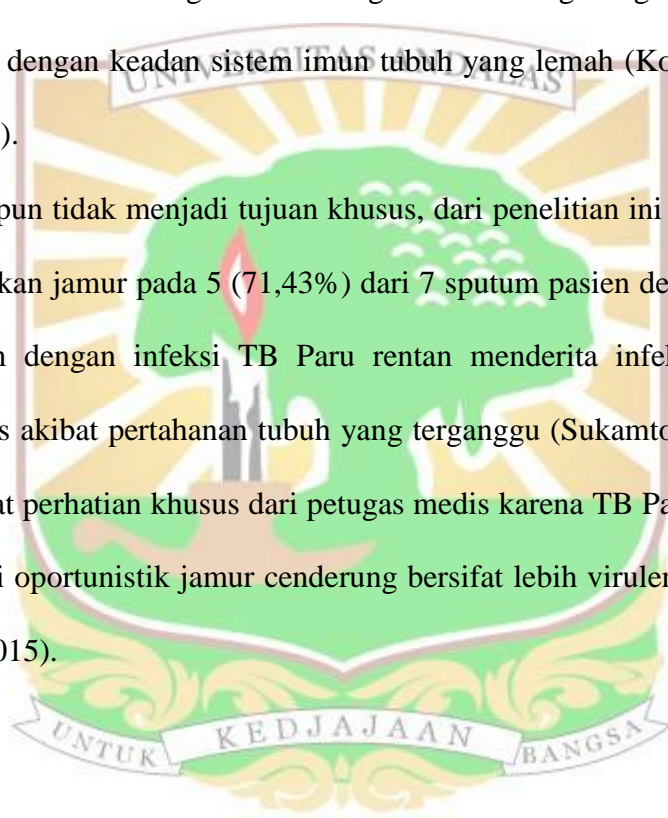 dengan keadan sistem imun tubuh yang lemah (Ko
).
pun tidak menjadi tujuan khusus, dari penelitian ini
kan jamur pada 5 (71,43%) dari 7 sputum pasien de
dengan infeksi TB Paru rentan menderita infe
s akibat pertahanan tubuh yang terganggu (Sukamto
at perhatian khusus dari petugas medis karena TB Pa
i oportunistik jamur cenderung bersifat lebih virule
015).
UNIVERSITAS ANDALAS
UNTUK KEDJAJAAN BANGSA